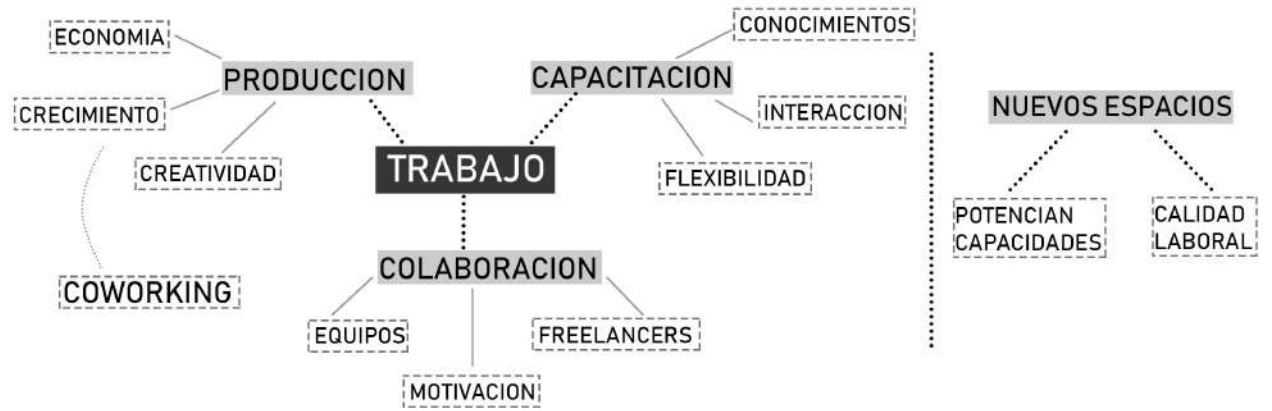 ECONOMIA
PRODUCCION
CRECIMIENTO
CREATIVIDAD
COWORKING
CONOCIMIENTOS
CAPACITACION
INTERACCION
FLEXIBILIDAD
TRABAJO
COLABORACION
EQUIPOS
FREELANCERS
MOTIVACION
NUEVOS ESPACIOS
POTENCIAN
CAPACIDADES
CALIDAD
LABORAL